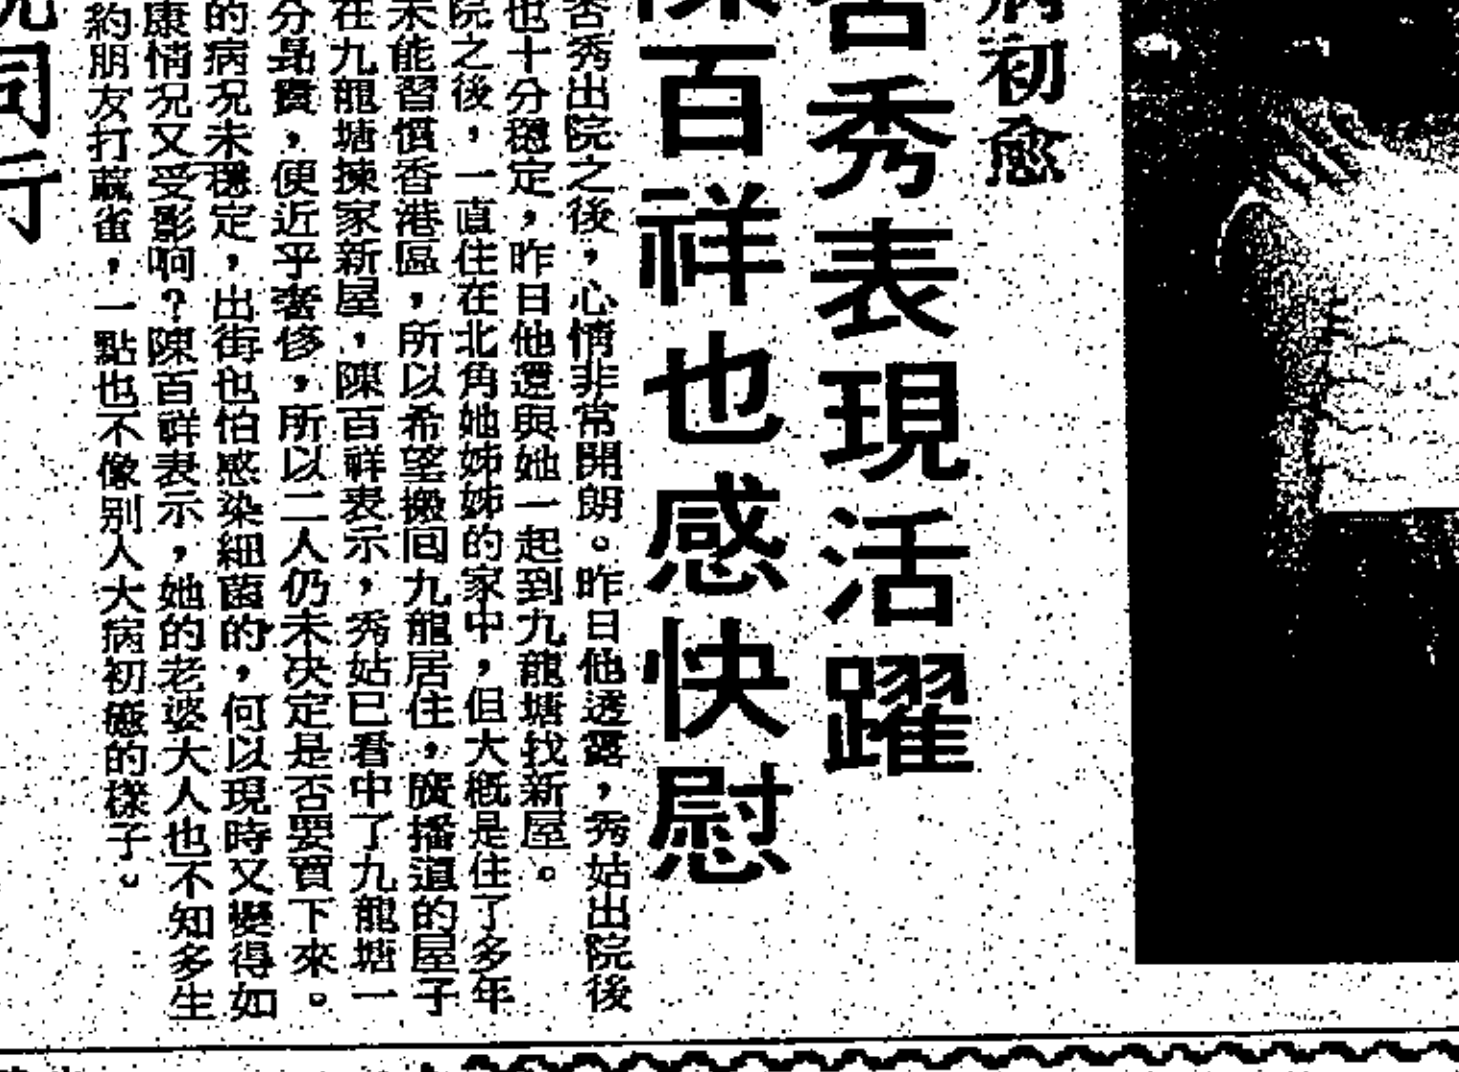 病初愈
秀表現活躍
陳百祥也感快慰
杏秀出院之後，心情非常開朗。昨日他透露，秀姑出院後
也十分穩定，昨日他還與她一起到九龍塘找新屋。
院之後，一直住在北角她姊姊的家中，但大概是住了多年
未能習慣香港區，所以希望搬回九龍居住，廣播道的屋子
在九龍塘揀家新屋，陳百祥表示，秀姑已看中了九龍塘一
分昂貴，便近乎奢侈，所以二人仍未决定是否要買下來。
的病况未穩定，出街也怕感染細菌的，何以現時又變得如
康情况又受影响？陳百祥表示，她的老婆大人也不知多生
約朋友打蔴雀，一點也不像别人大病初癒的樣子。
同行